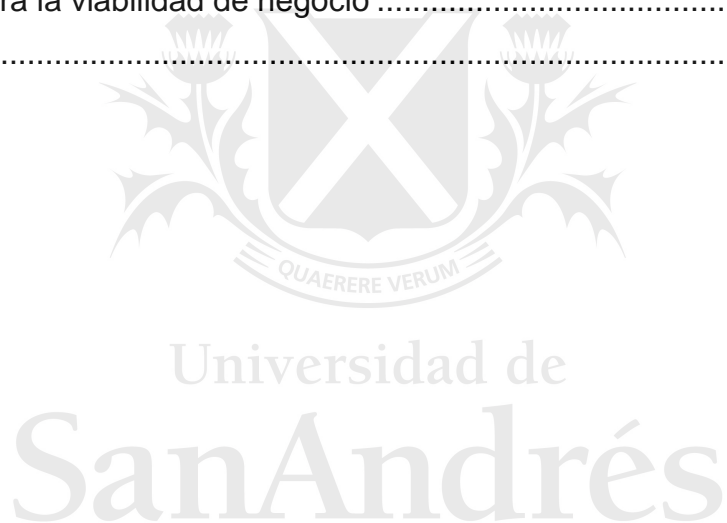 ra la viabilidad de negocio ......................................
................................................................................
QUAERERE VERUM
Universidad de
SanAndrés